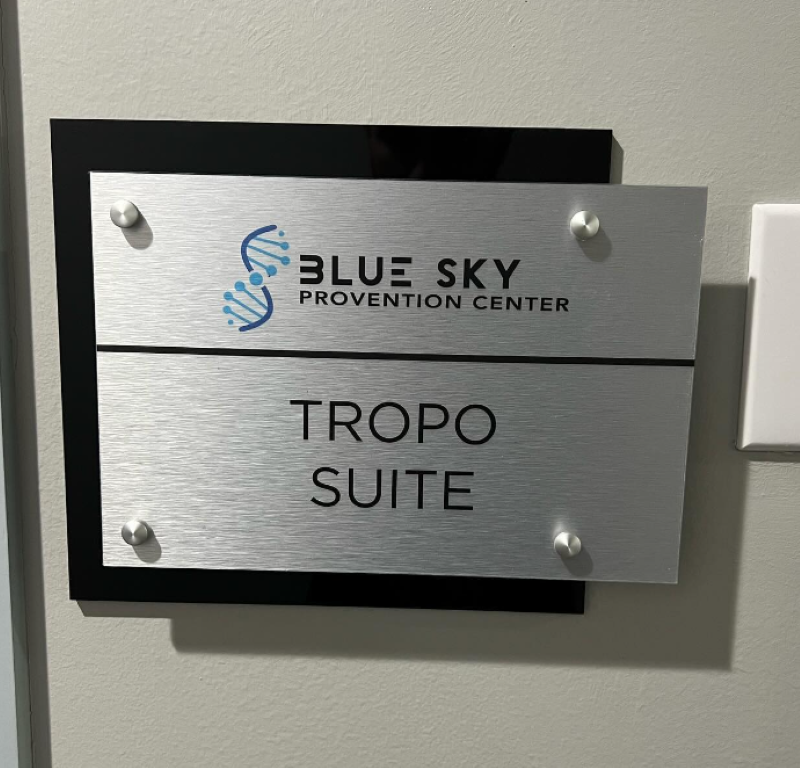 BLUE SKY
PROVENTION CENTER
TROPO
SUITE